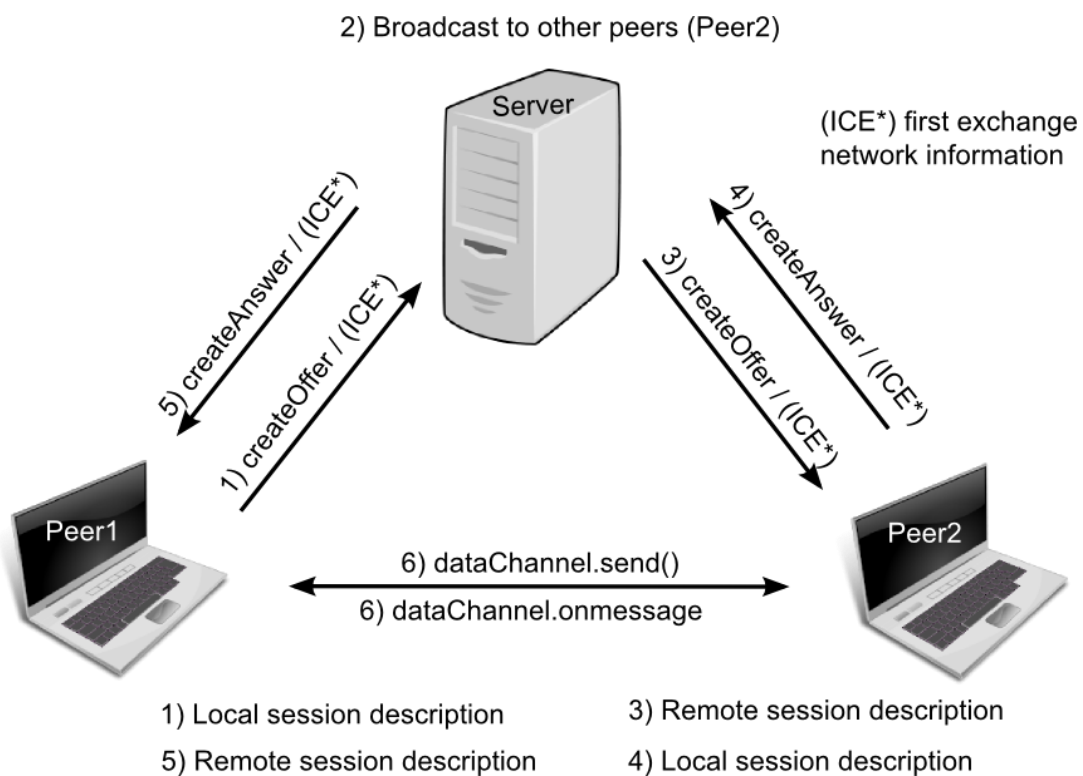 2) Broadcast to other peers (Peer2)
Server
(ICE*) first exchange
network information
5) createAnswer / (ICE*)
1) createOffer / (ICE*)
3) createOffer / (ICE*)
4) createAnswer / (ICE*)
Peer1
Peer2
6) dataChannel.send()
6) dataChannel.onmessage
1) Local session description
5) Remote session description
3) Remote session description
4) Local session description